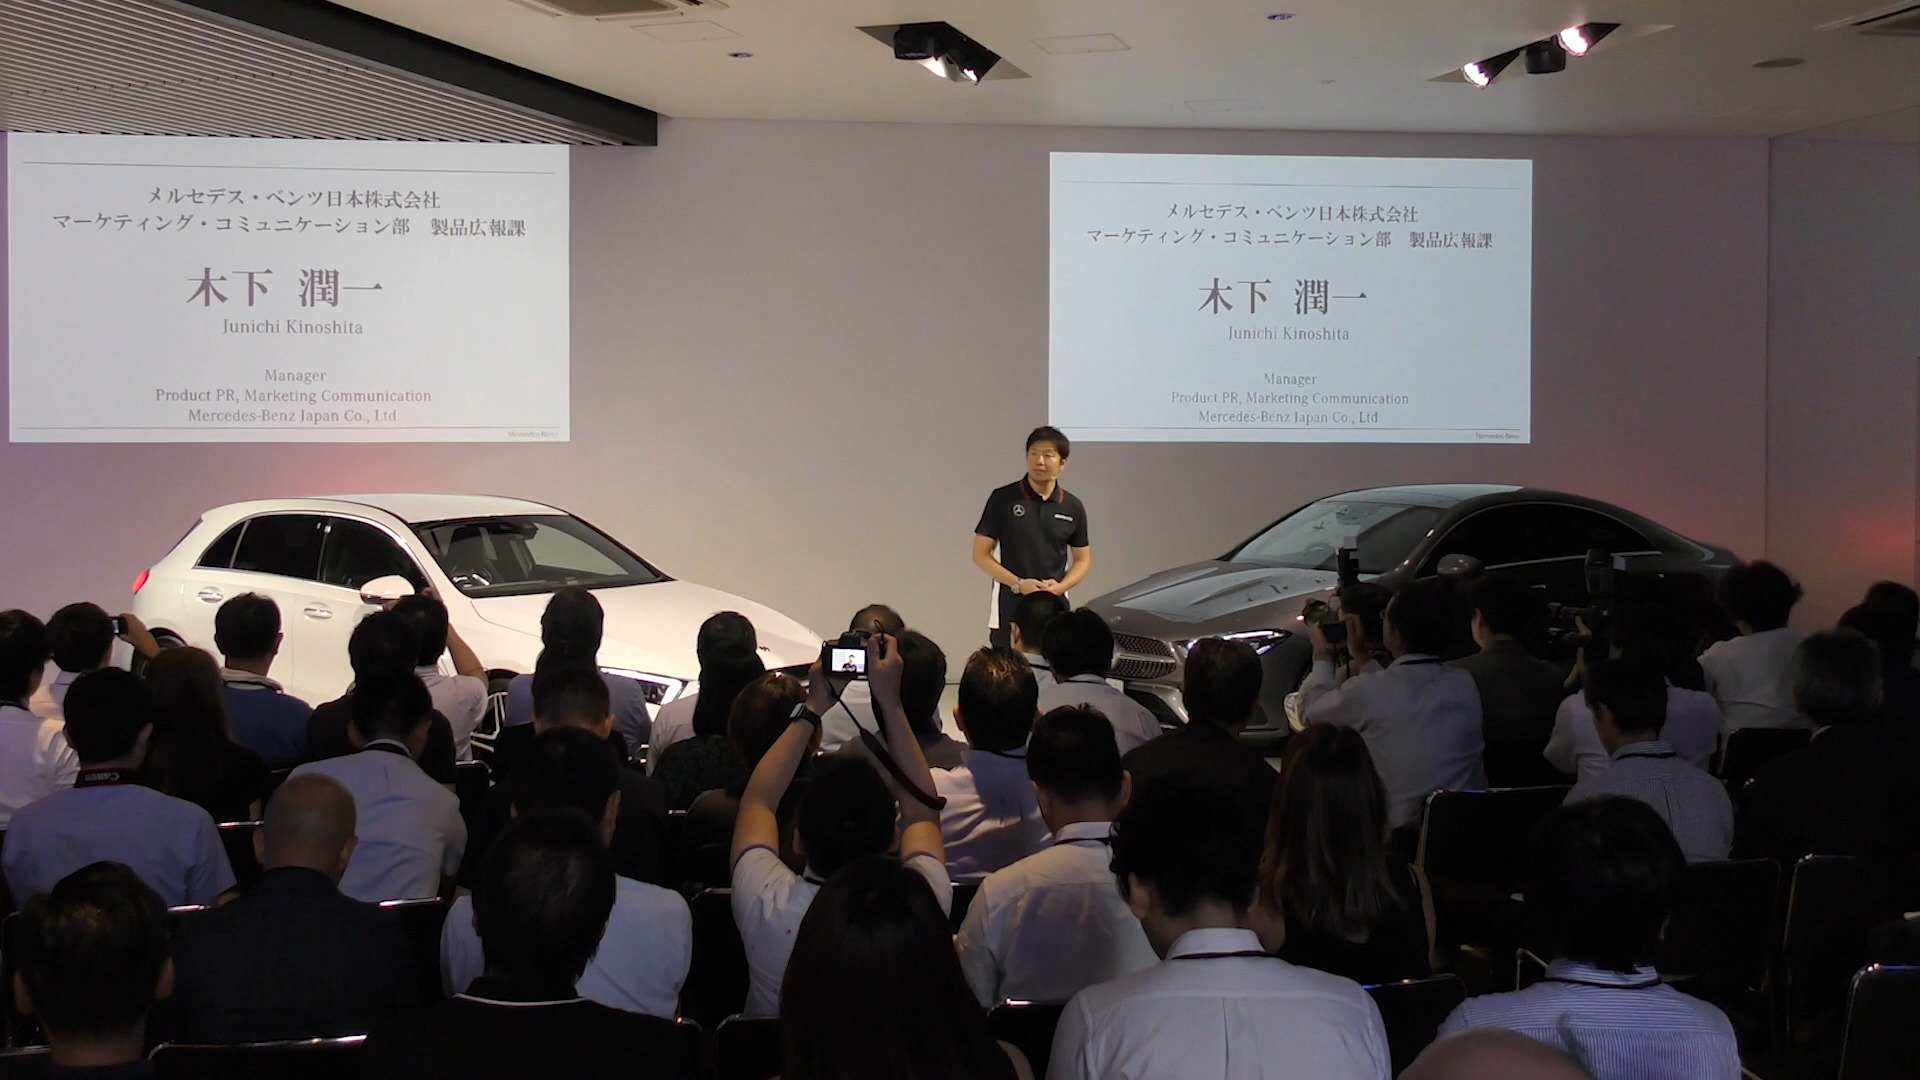 メルセデス・ベンツ日本株式会社
マーケティング・コミュニケーション部　製品広報課
木下 潤一
Junichi Kinoshita
Manager
Product PR, Marketing Communication
Mercedes-Benz Japan Co., Ltd.
Mercedes-Benz
メルセデス・ベンツ日本株式会社
マーケティング・コミュニケーション部　製品広報課
木下 潤一
Junichi Kinoshita
Manager
Product PR, Marketing Communication
Mercedes-Benz Japan Co., Ltd.
Mercedes-Benz
Canon